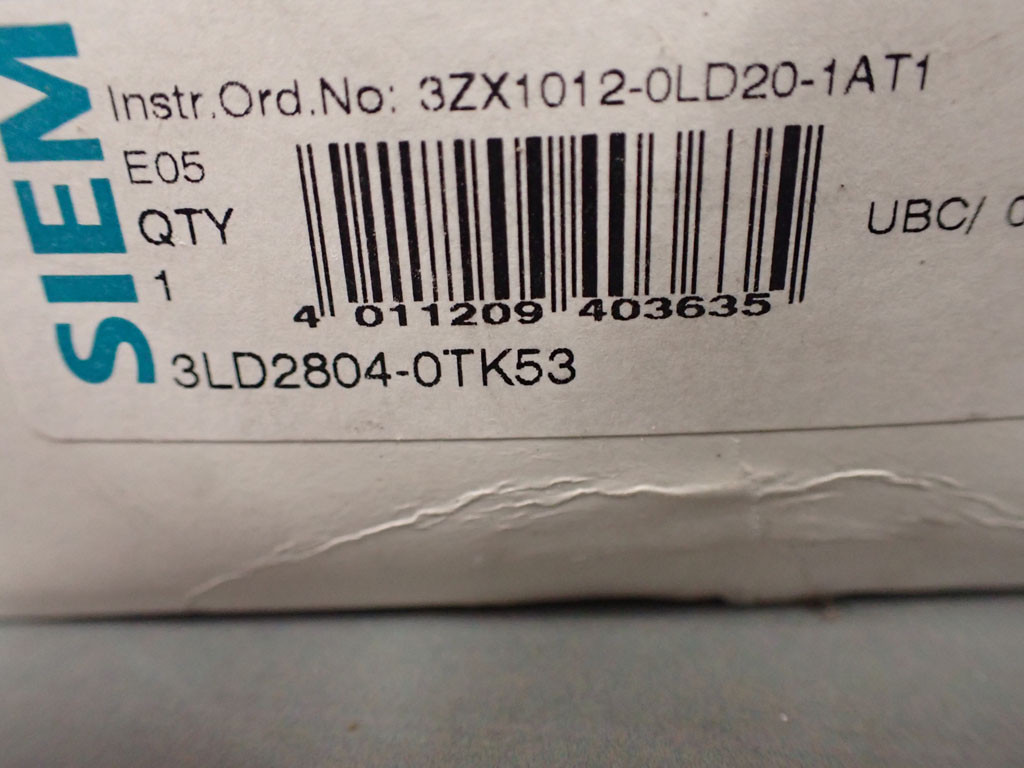 SIEM
Instr.Ord.No: 3ZX1012-0LD20-1AT1
E05
QTY
UBC/
1
4 011209 403635
3LD2804-0TK53